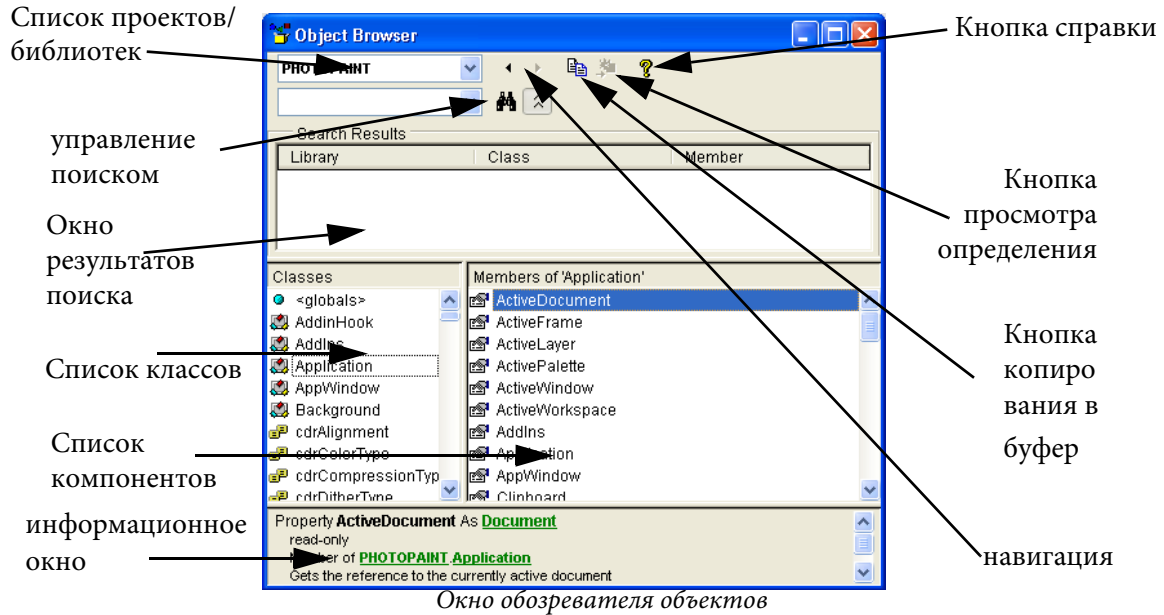 Список проектов/
библиотек
Object Browser
Кнопка справки
PHOTOPAINT
управление
поиском
Search Results
Library Class Member
Кнопка
просмотра
определения
Окно
результатов
поиска
Classes
Members of 'Application'
<globals>
AddinHook
AddIns
Application
AppWindow
Background
cdrAlignment
cdrColorType
cdrCompressionTyp
cdrDitherType
ActiveDocument
ActiveFrame
ActiveLayer
ActivePalette
ActiveWindow
ActiveWorkspace
AddIns
Application
AppWindow
Clipboard
Кнопка
копиро
вания в
буфер
Список классов
Список
компонентов
информационное
окно
Property ActiveDocument As Document
read-only
Member of PHOTOPAINT.Application
Gets the reference to the currently active document
навигация
Окно обозревателя объектов